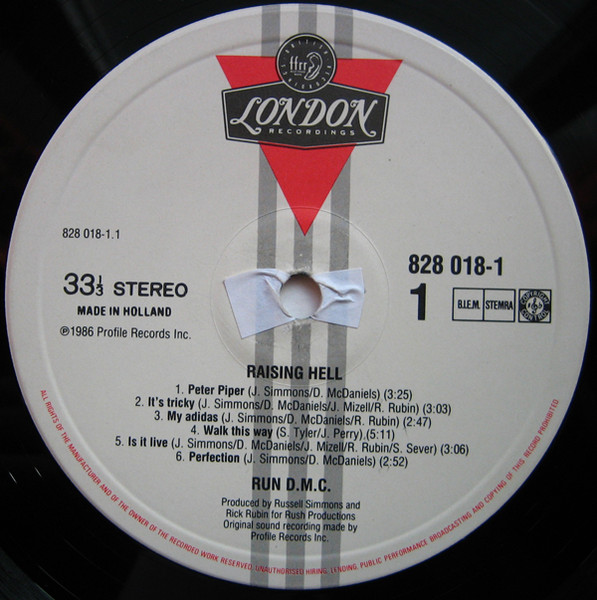 ffrr
LONDON
RECORDINGS
828 018-1.1
33⅓ STEREO
MADE IN HOLLAND
℗1986 Profile Records Inc.
828 018-1
1
B.I.E.M.
STEMRA
COPYRIGHT CONTROL
RAISING HELL
1. Peter Piper (J. Simmons/D. McDaniels) (3:25)
2. It's tricky (J. Simmons/D. McDaniels/J. Mizell/R. Rubin) (3:03)
3. My adidas (J. Simmons/D. McDaniels/R. Rubin) (2:47)
4. Walk this way (S. Tyler/J. Perry) (5:11)
5. Is it live (J. Simmons/D. McDaniels/J. Mizell/R. Rubin/S. Sever) (3:06)
6. Perfection (J. Simmons/D. McDaniels) (2:52)
RUN D.M.C.
Produced by Russell Simmons and
Rick Rubin for Rush Productions
Original sound recording made by
Profile Records Inc.
ALL RIGHTS OF THE MANUFACTURER AND OF THE OWNER OF THE RECORDED WORK RESERVED. UNAUTHORISED HIRING, LENDING, PUBLIC PERFORMANCE BROADCASTING AND COPYING OF THIS RECORD PROHIBITED